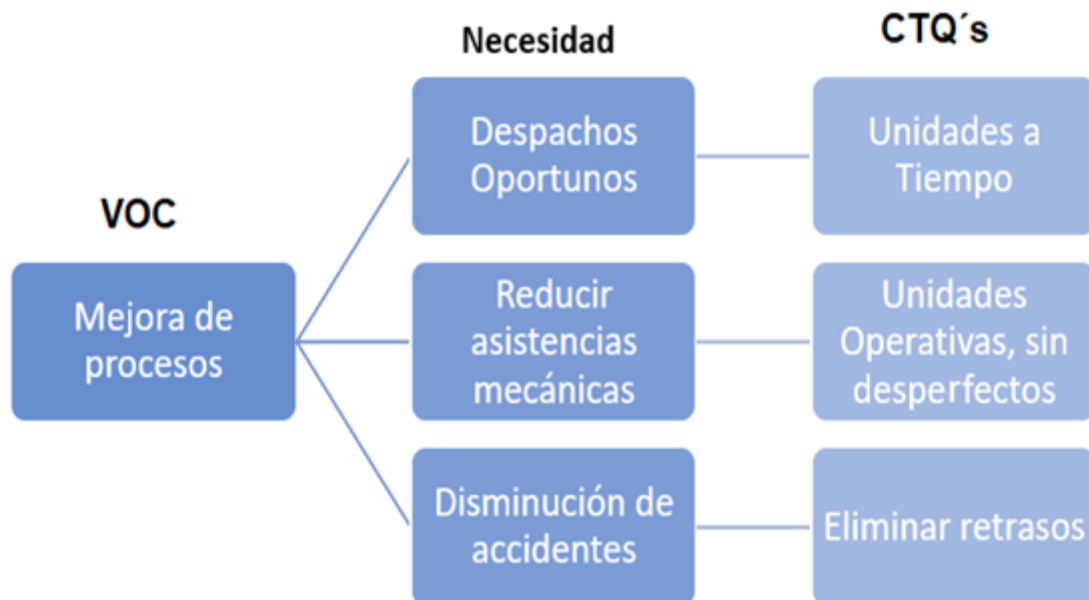 VOC
Mejora de
procesos
Necesidad
Despachos
Oportunos
Reducir
asistencias
mecánicas
Disminución de
accidentes
CTQ´s
Unidades a
Tiempo
Unidades
Operativas, sin
desperfectos
Eliminar retrasos